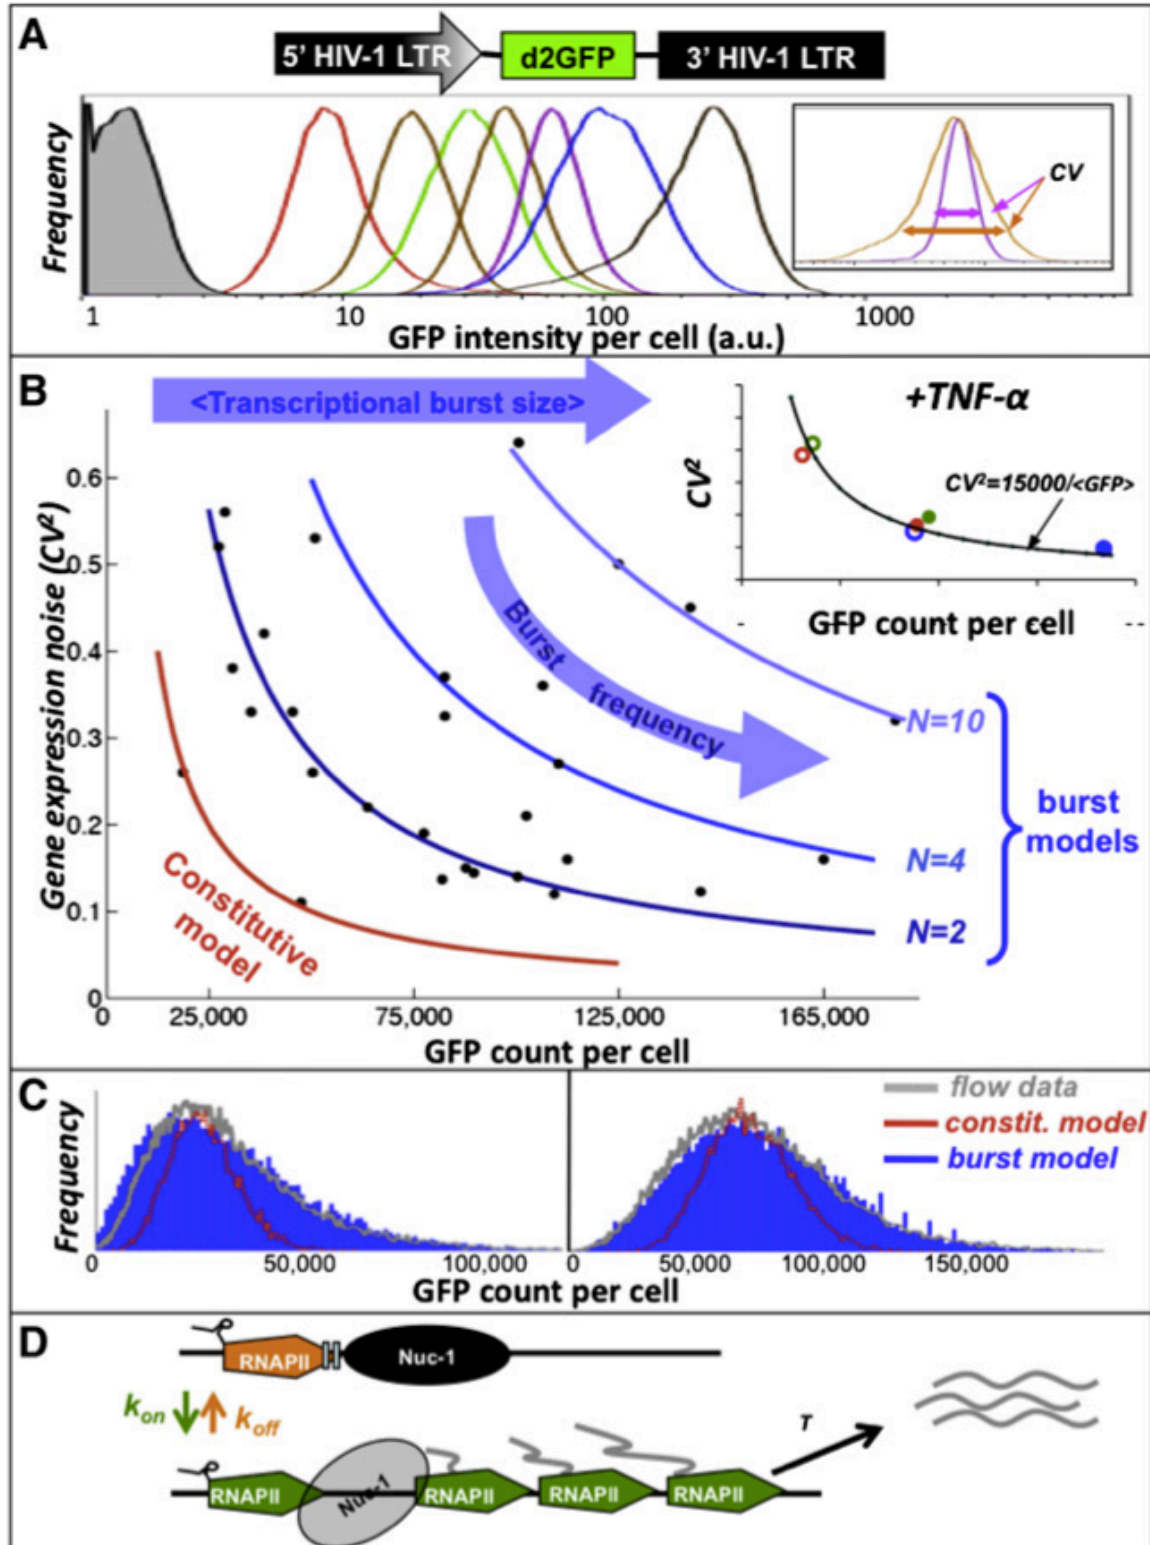 A
5' HIV-1 LTR d2GFP 3' HIV-1 LTR
Frequency
CV
1 10 100 1000
GFP intensity per cell (a.u.)
B
<Transcriptional burst size>
+TNF-α
CV²
CV²=15000/<GFP>
- GFP count per cell --
Gene expression noise (CV²)
0.6
0.5
0.4
0.3
0.2
0.1
0
Burst frequency
N=10
N=4
N=2
burst
models
Constitutive
model
0 25,000 75,000 125,000 165,000
GFP count per cell
C
Frequency
flow data
constit. model
burst model
0 50,000 100,000 0 50,000 100,000 150,000
GFP count per cell
D
RNAPII Nuc-1
kon koff
T
RNAPII Nuc-1 RNAPII RNAPII RNAPII